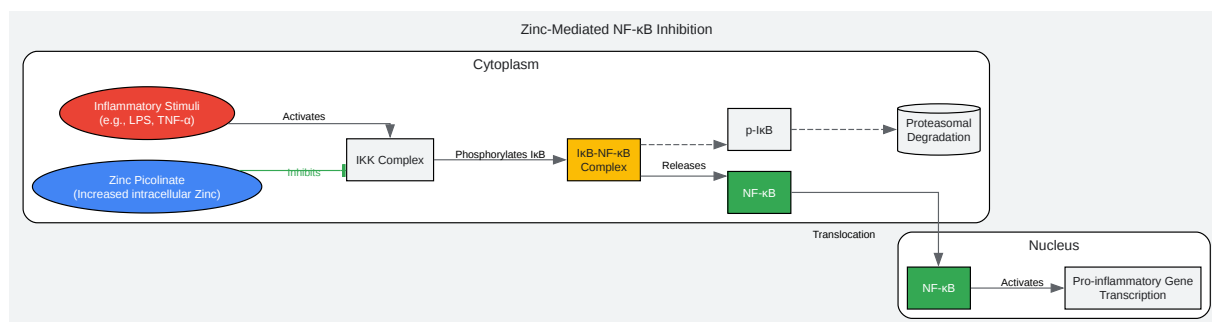 Zinc-Mediated NF-κB Inhibition
Cytoplasm
Inflammatory Stimuli
(e.g., LPS, TNF-α)
Activates
Zinc Picolinate
(Increased intracellular Zinc)
Inhibits
IKK Complex
Phosphorylates IκB
IκB-NF-κB
Complex
Releases
p-IκB
Proteasomal
Degradation
NF-κB
Translocation
Nucleus
NF-κB
Activates
Pro-inflammatory Gene
Transcription